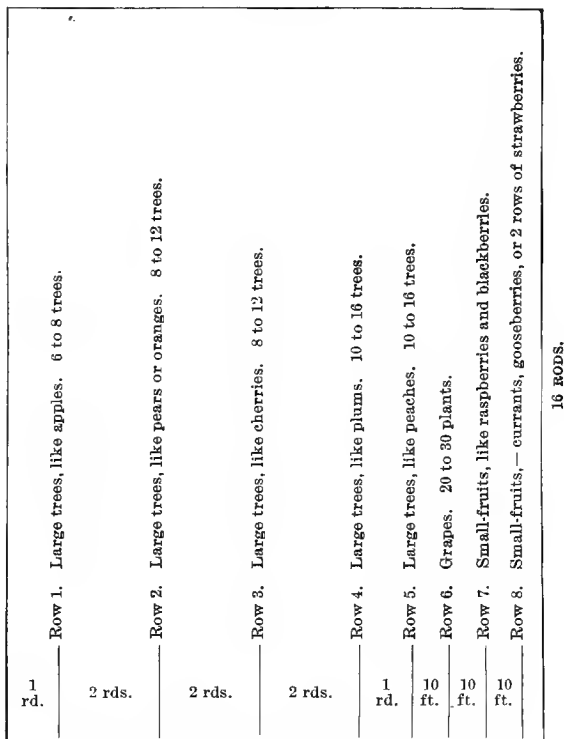 Row 1. Large trees, like apples. 6 to 8 trees.
Row 2. Large trees, like pears or oranges. 8 to 12 trees.
Row 3. Large trees, like cherries. 8 to 12 trees.
Row 4. Large trees, like plums. 10 to 16 trees.
Row 5. Large trees, like peaches. 10 to 16 trees.
Row 6. Grapes. 20 to 30 plants.
Row 7. Small-fruits, like raspberries and blackberries.
Row 8. Small-fruits,— currants, gooseberries, or 2 rows of strawberries.
1
rd.
2 rds.
2 rds.
2 rds.
1
rd.
10
ft.
10
ft.
10
ft.
16 RODS.